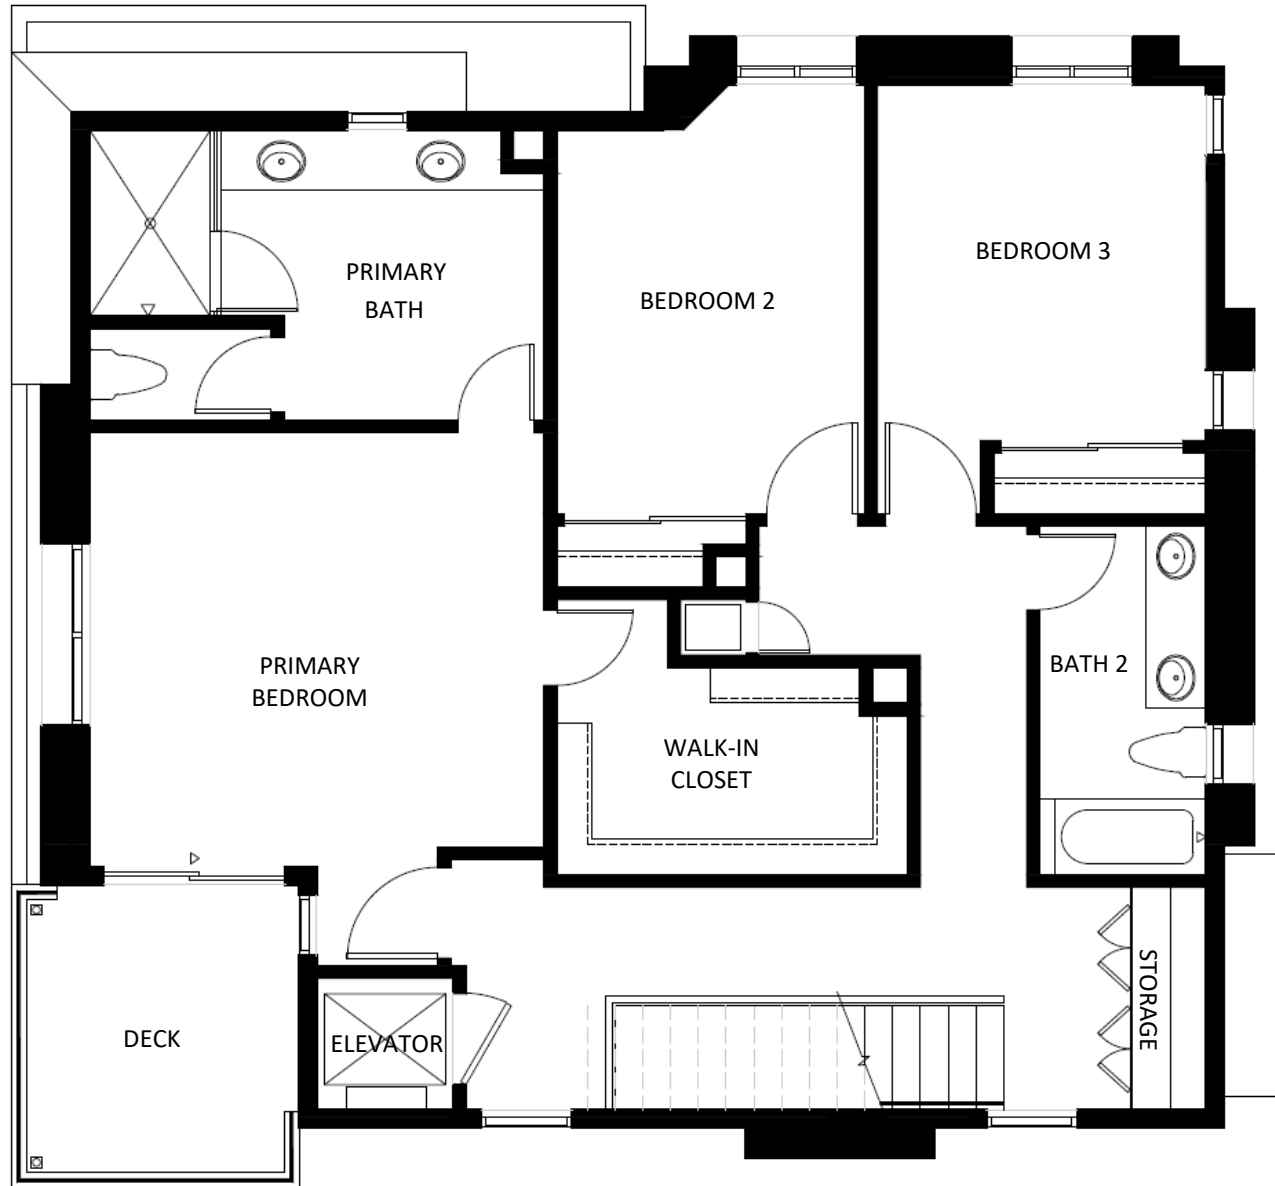 PRIMARY
BATH
BEDROOM 2
BEDROOM 3
PRIMARY
BEDROOM
WALK-IN
CLOSET
BATH 2
DECK
ELEVATOR
STORAGE